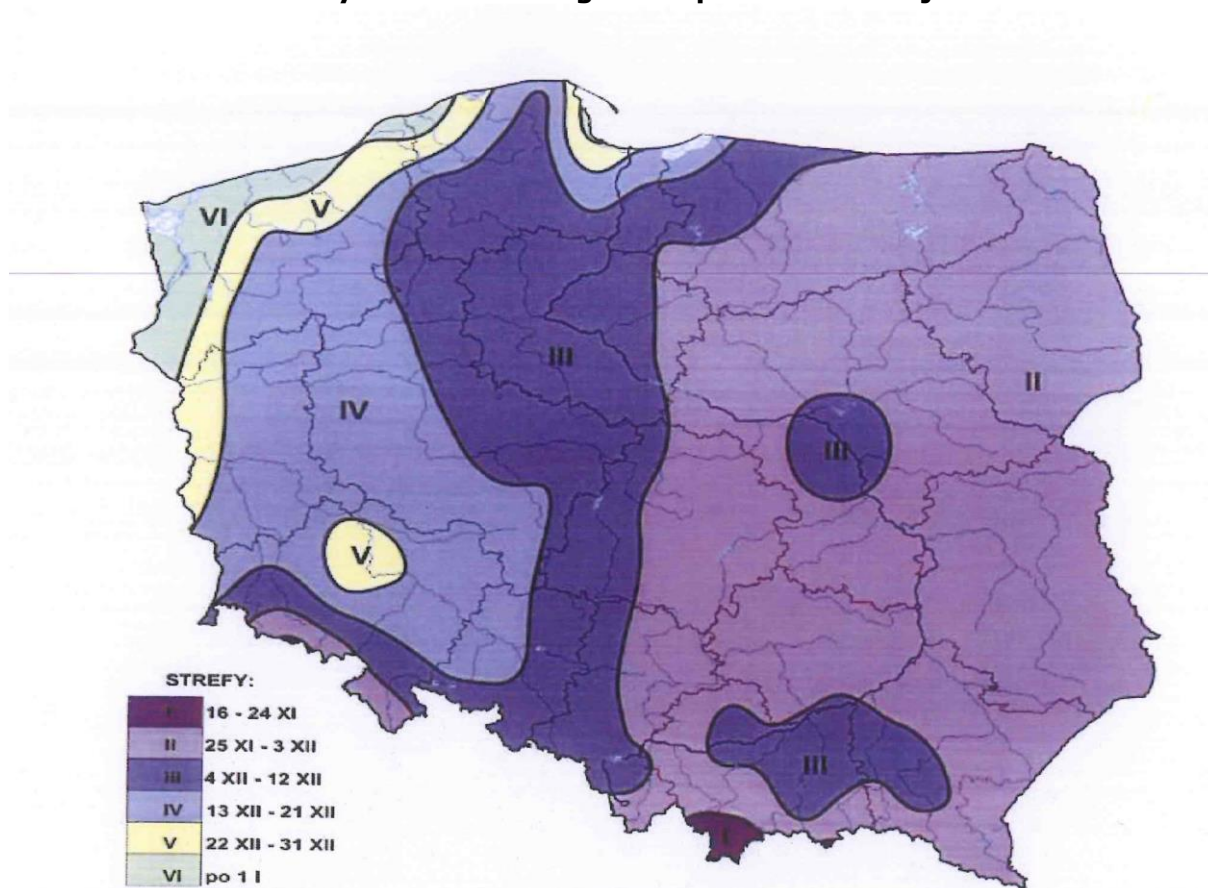 VI
V
III
IV
II
III
V
III
I
STREFY:
I 16 - 24 XI
II 25 XI - 3 XII
III 4 XII - 12 XII
IV 13 XII - 21 XII
V 22 XII - 31 XII
VI po 1 I